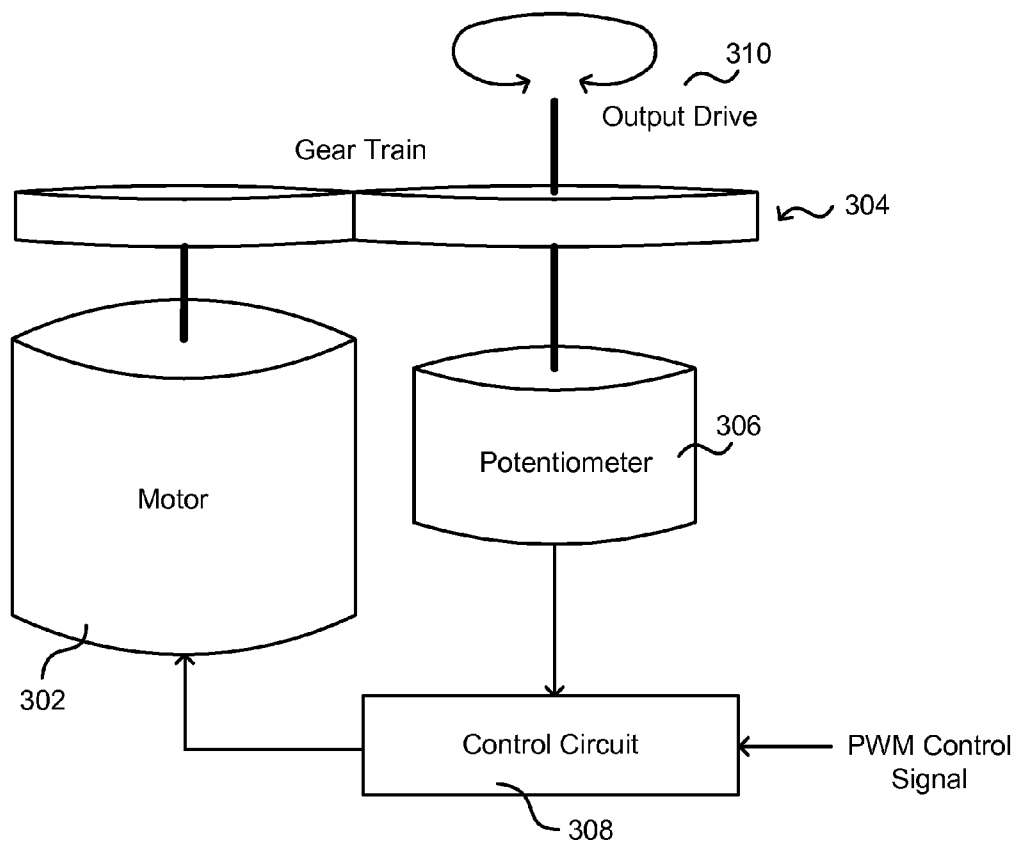 310
Output Drive
Gear Train
304
306
Potentiometer
Motor
302
Control Circuit
PWM Control
Signal
308